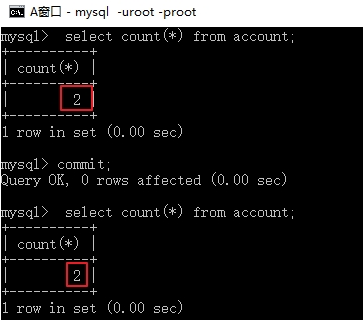 A窗口 - mysql  -uroot -proot
mysql>  select count(*) from account;
+----------+
| count(*) |
+----------+
|        2 |
+----------+
1 row in set (0.00 sec)
mysql> commit;
Query OK, 0 rows affected (0.00 sec)
mysql>  select count(*) from account;
+----------+
| count(*) |
+----------+
|        2 |
+----------+
1 row in set (0.00 sec)